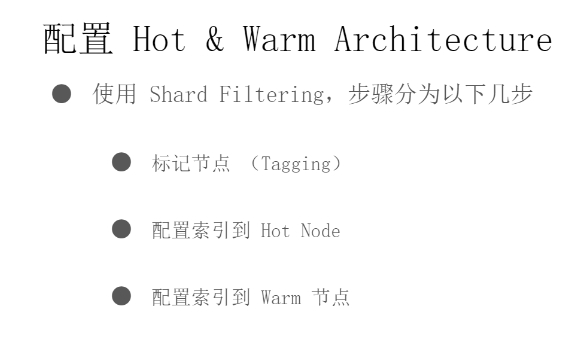 配置 Hot & Warm Architecture
使用 Shard Filtering，步骤分为以下几步
标记节点 （Tagging）
配置索引到 Hot Node
配置索引到 Warm 节点